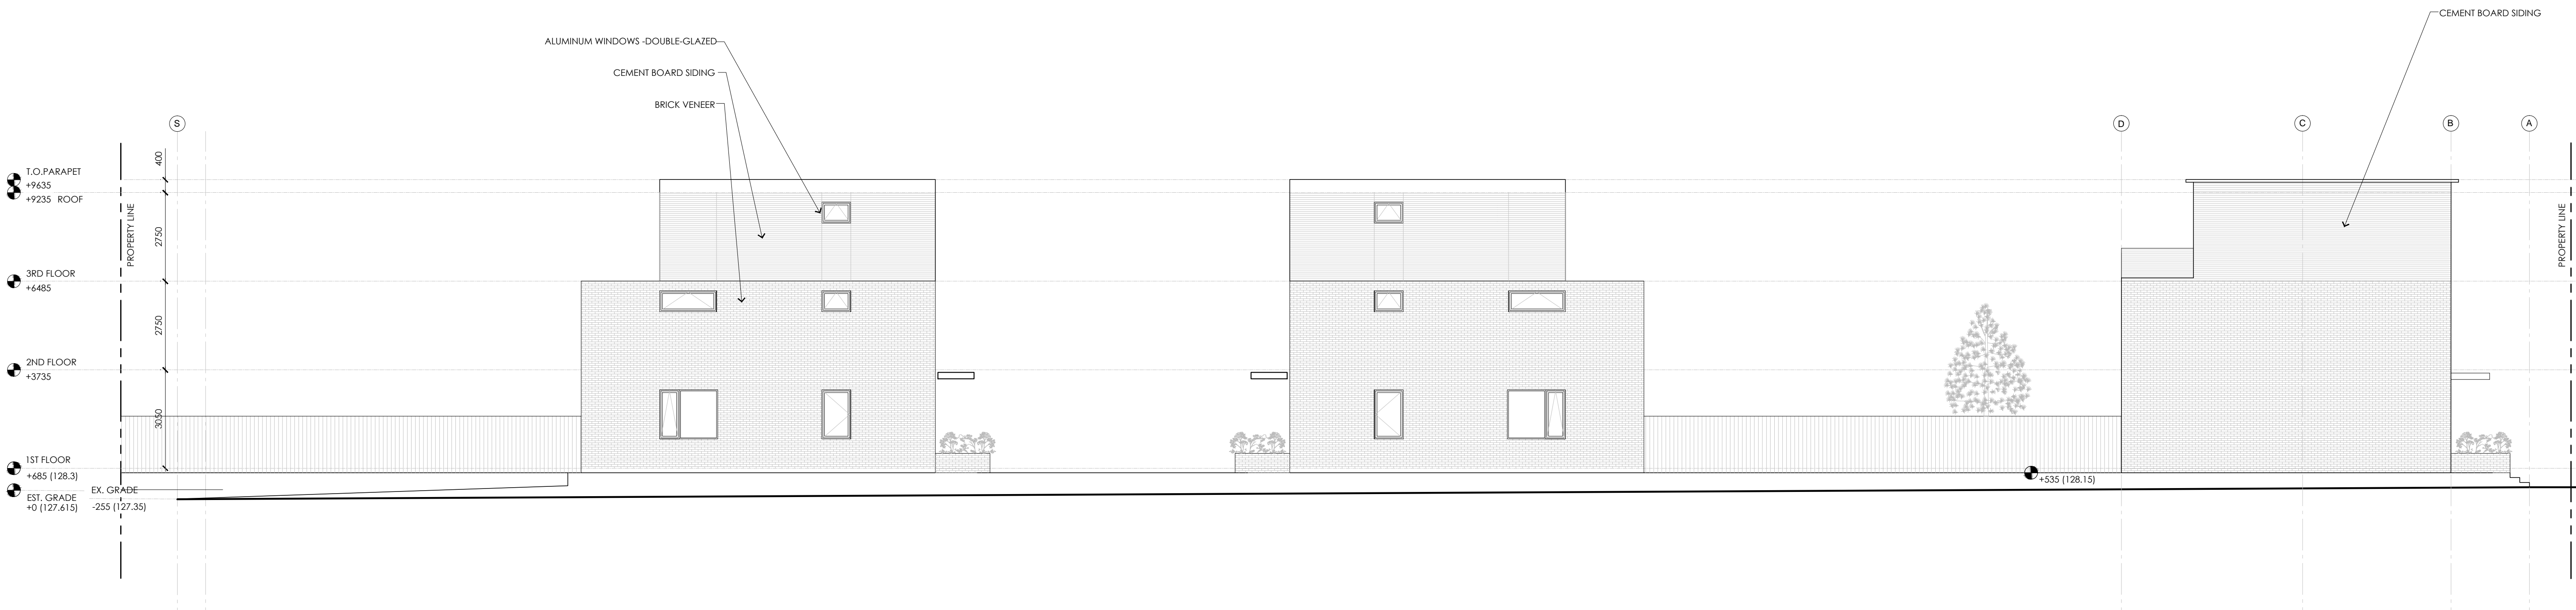 CEMENT BOARD SIDING
ALUMINUM WINDOWS -DOUBLE-GLAZED
CEMENT BOARD SIDING
BRICK VENEER
S
D
C
B
A
T.O.PARAPET
+9635
+9235 ROOF
400
PROPERTY LINE
2750
PROPERTY LINE
3RD FLOOR
+6485
2750
2ND FLOOR
+3735
3050
1ST FLOOR
+685 (128.3)
+535 (128.15)
EX. GRADE
-255 (127.35)
EST. GRADE
+0 (127.615)